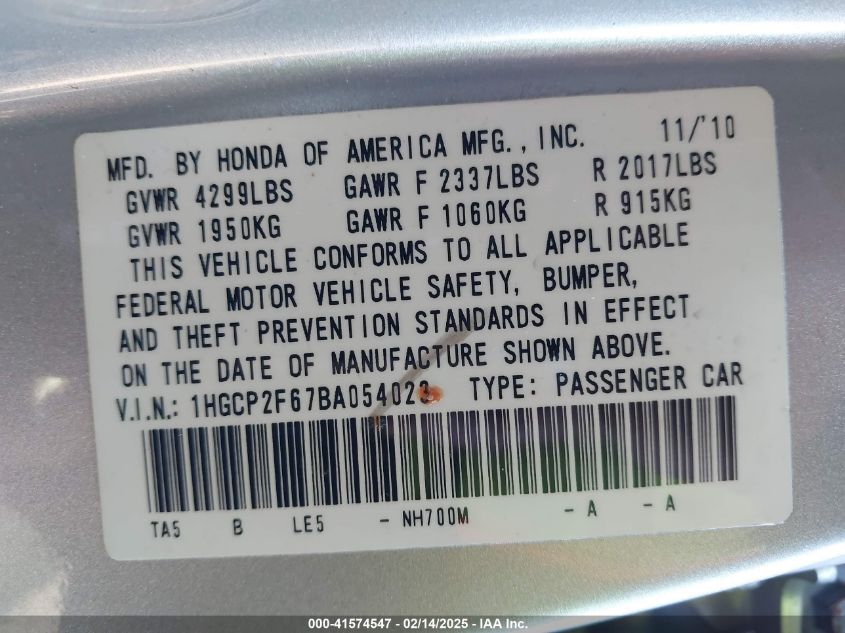 MFD. BY HONDA OF AMERICA MFG., INC. 11/'10
GVWR 4299LBS GAWR F 2337LBS R 2017LBS
GVWR 1950KG GAWR F 1060KG R 915KG
THIS VEHICLE CONFORMS TO ALL APPLICABLE
FEDERAL MOTOR VEHICLE SAFETY, BUMPER,
AND THEFT PREVENTION STANDARDS IN EFFECT
ON THE DATE OF MANUFACTURE SHOWN ABOVE.
V.I.N.: 1HGCP2F67BA054023 TYPE: PASSENGER CAR
TA5 B LE5 - NH700M - A - A
000-41574547 - 02/14/2025 - IAA Inc.